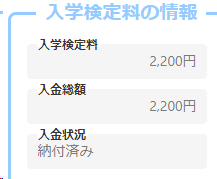 入学検定料の情報
入学検定料
2,200円
入金総額
2,200円
入金状況
納付済み